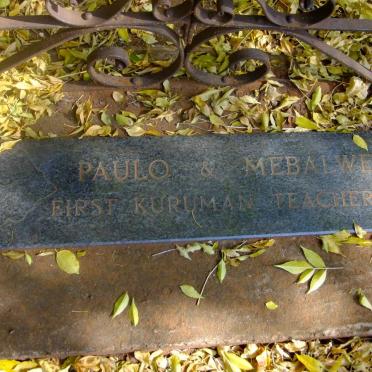 PAULO & MEBALWE
FIRST KURUMAN TEACHER